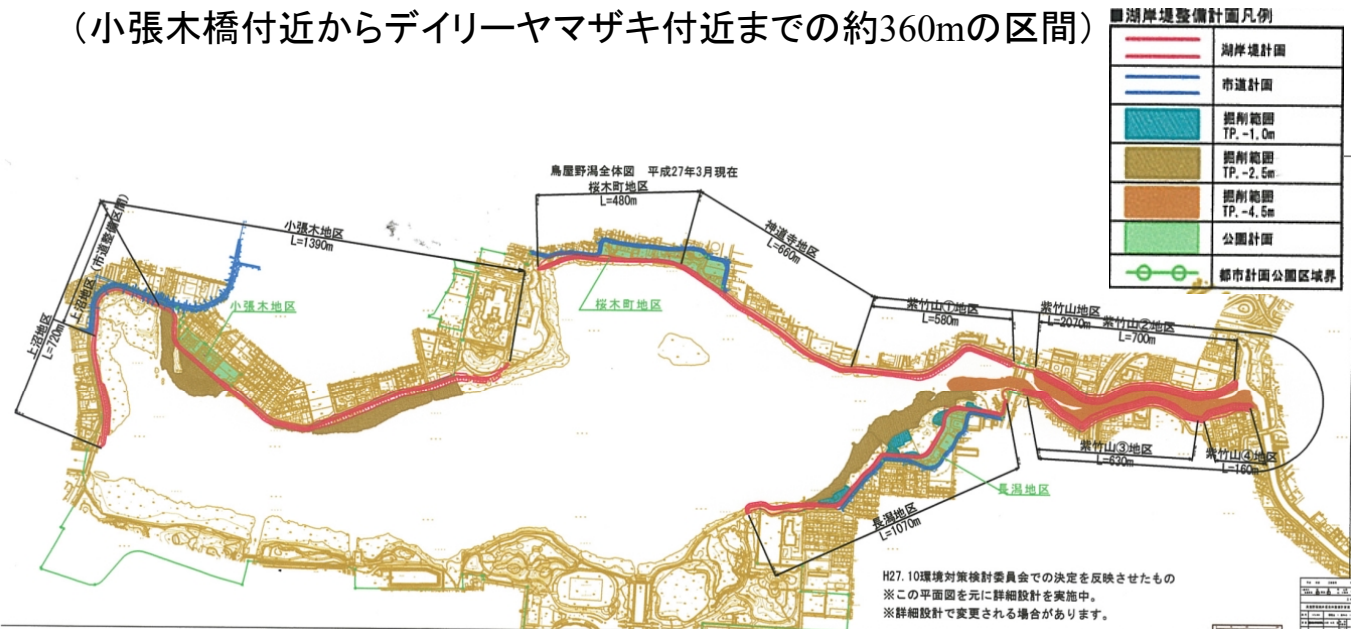 (小張木橋付近からデイリーヤマザキ付近までの約360mの区間)
■湖岸堤整備計画凡例
湖岸堤計画
市道計画
掘削範囲
TP.-1.0m
掘削範囲
TP.-2.5m
掘削範囲
TP.-4.5m
公園計画
都市計画公園区域界
鳥屋野潟全体図 平成27年3月現在
桜木町地区
L=480m
神道寺地区
L=660m
小張木地区
L=1390m
上沼地区(市道整備区間)
上沼地区
L=720m
小張木地区
桜木町地区
紫竹山①地区
L=580m
紫竹山地区
L=2070m
紫竹山②地区
L=700m
紫竹山③地区
L=630m
紫竹山④地区
L=160m
長潟地区
長潟地区
L=1070m
H27.10環境対策検討委員会での決定を反映させたもの
※この平面図を元に詳細設計を実施中。
※詳細設計で変更される場合があります。